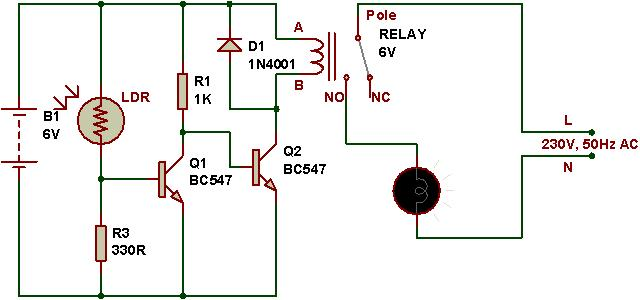 Pole
A
RELAY
6V
D1
1N4001
B
R1
1K
LDR
B1
6V
NO
NC
L
230V, 50Hz AC
N
Q1
BC547
Q2
BC547
R3
330R